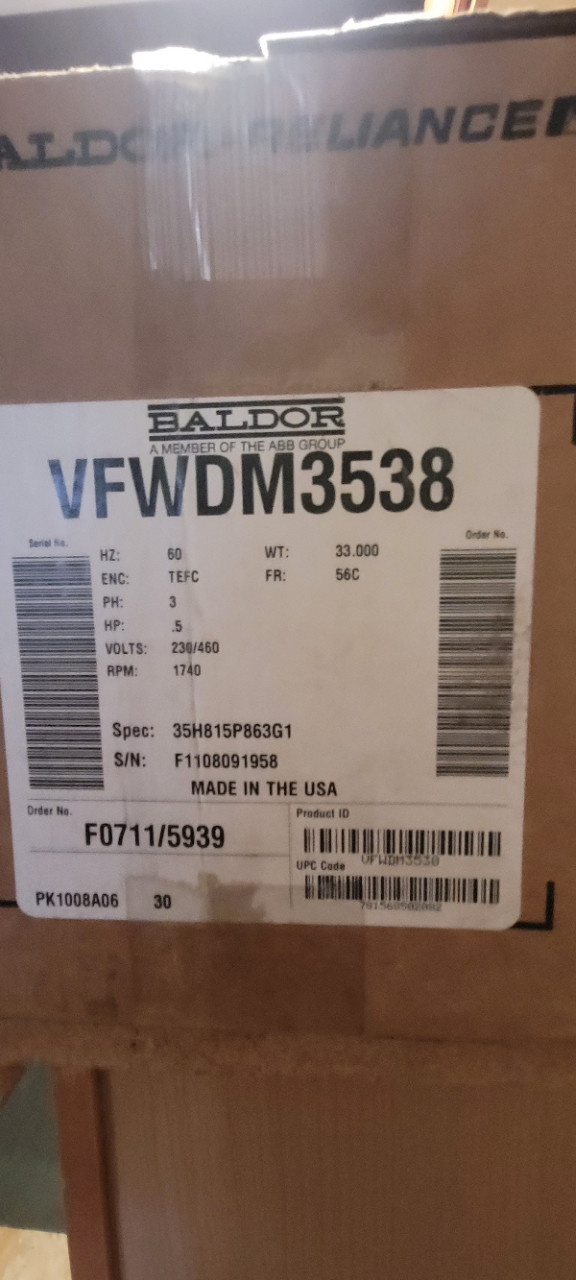 BALDOR • RELIANCE
BALDOR
A MEMBER OF THE ABB GROUP
VFWDM3538
Serial No.
Order No.
HZ: 60 WT: 33.000
ENC: TEFC FR: 56C
PH: 3
HP: .5
VOLTS: 230/460
RPM: 1740
Spec: 35H815P863G1
S/N: F1108091958
MADE IN THE USA
Order No.
F0711/5939
Product ID
VFWDM3538
UPC Code
PK1008A06 30